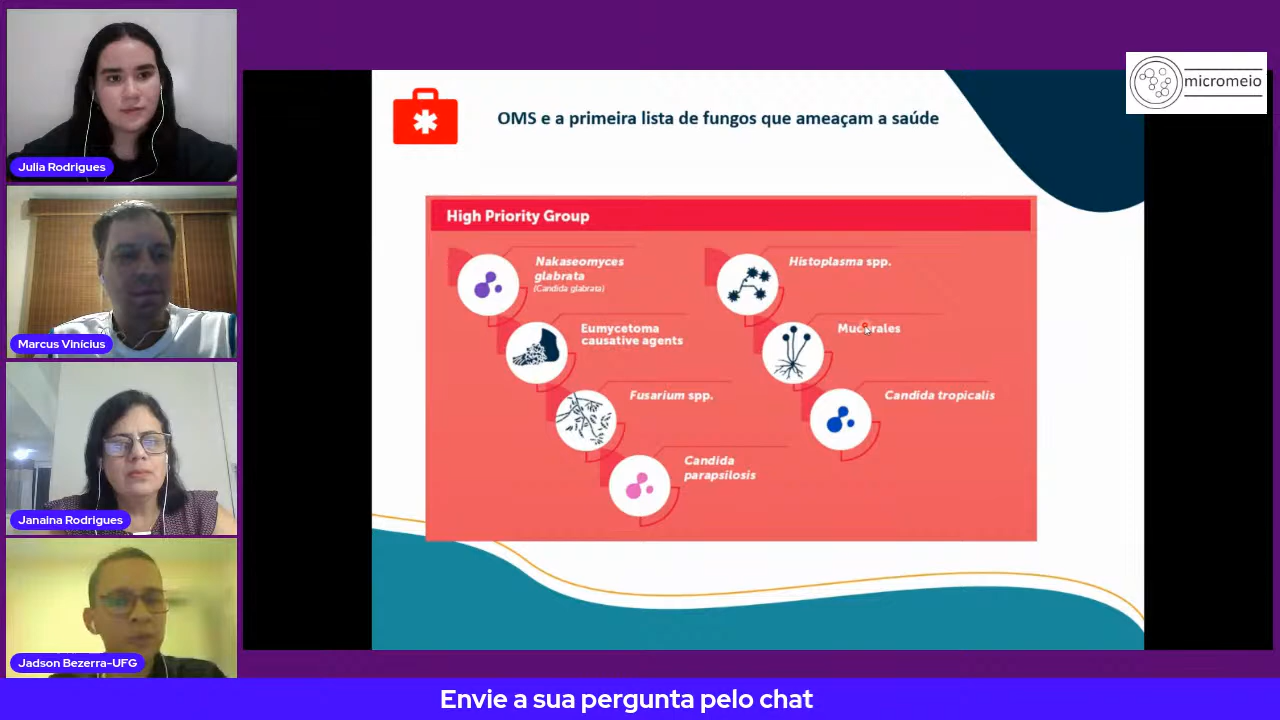 Julia Rodrigues
Marcus Vinícius
Janaina Rodrigues
Jadson Bezerra-UFG
micromeio
OMS e a primeira lista de fungos que ameaçam a saúde
High Priority Group
Nakaseomyces
glabrata
(Candida glabrata)
Eumycetoma
causative agents
Fusarium spp.
Candida
parapsilosis
Histoplasma spp.
Mucorales
Candida tropicalis
Envie a sua pergunta pelo chat